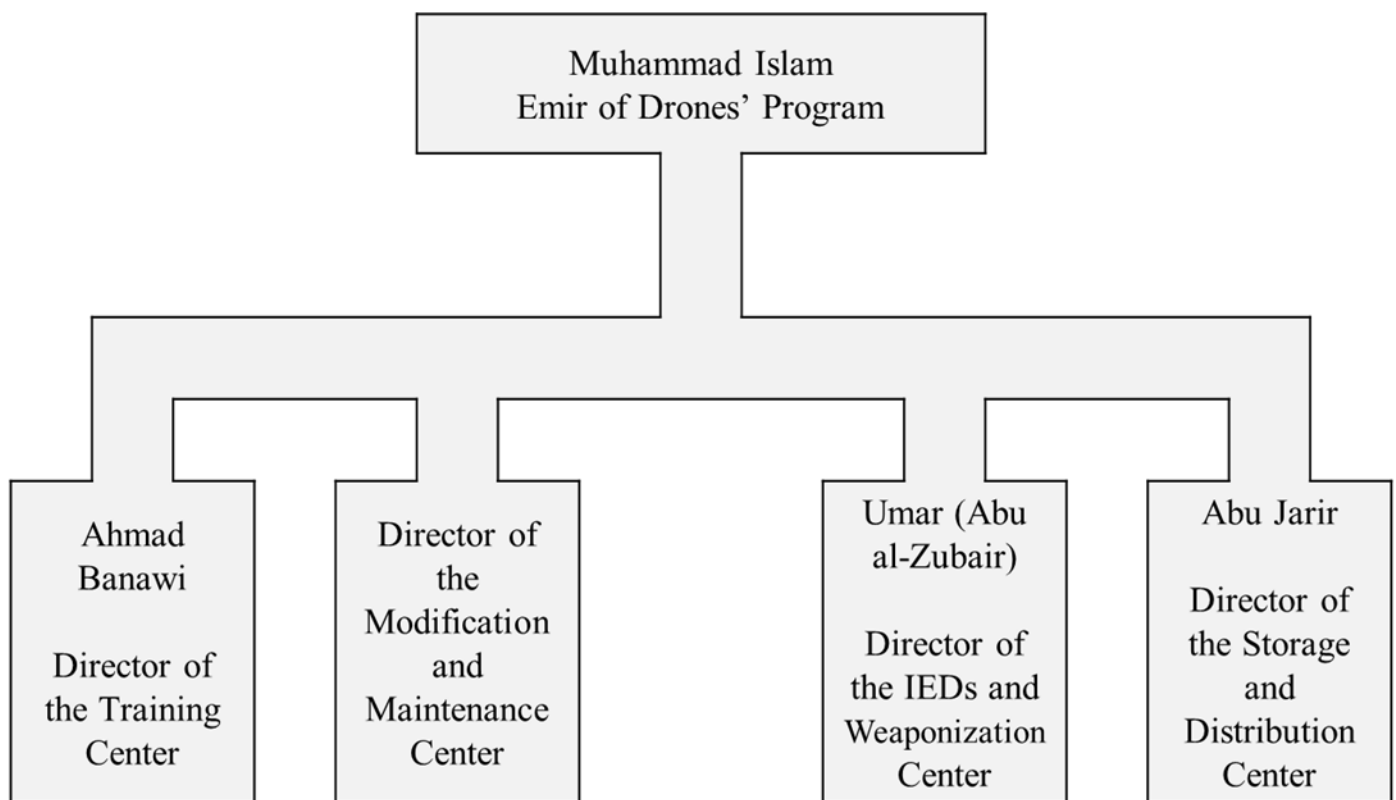 Muhammad Islam
Emir of Drones’ Program
Ahmad
Banawi
Director of
the Training
Center
Director of
the
Modification
and
Maintenance
Center
Umar (Abu
al-Zubair)
Director of
the IEDs and
Weaponization
Center
Abu Jarir
Director of
the Storage
and
Distribution
Center